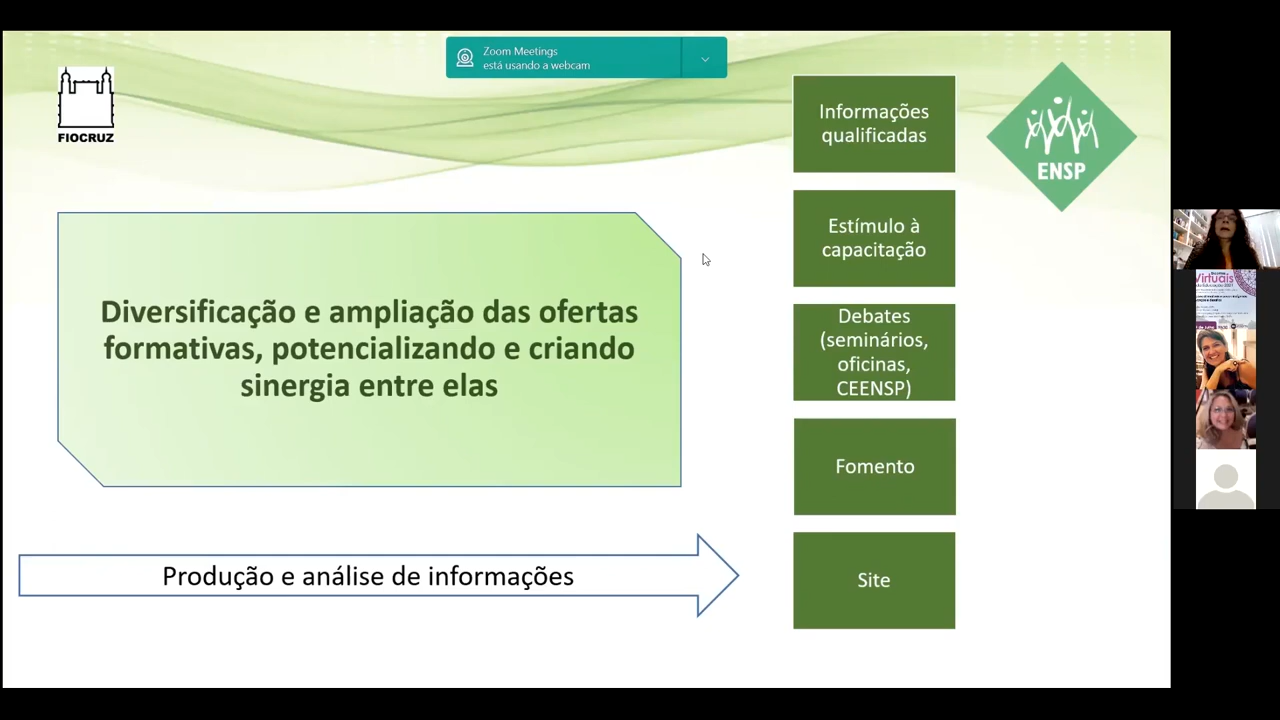 Zoom Meetings
está usando a webcam
FIOCRUZ
Informações
qualificadas
ENSP
Estímulo à
capacitação
Diversificação e ampliação das ofertas
formativas, potencializando e criando
sinergia entre elas
Debates
(seminários,
oficinas,
CEENSP)
Fomento
Produção e análise de informações
Site
Virtuais